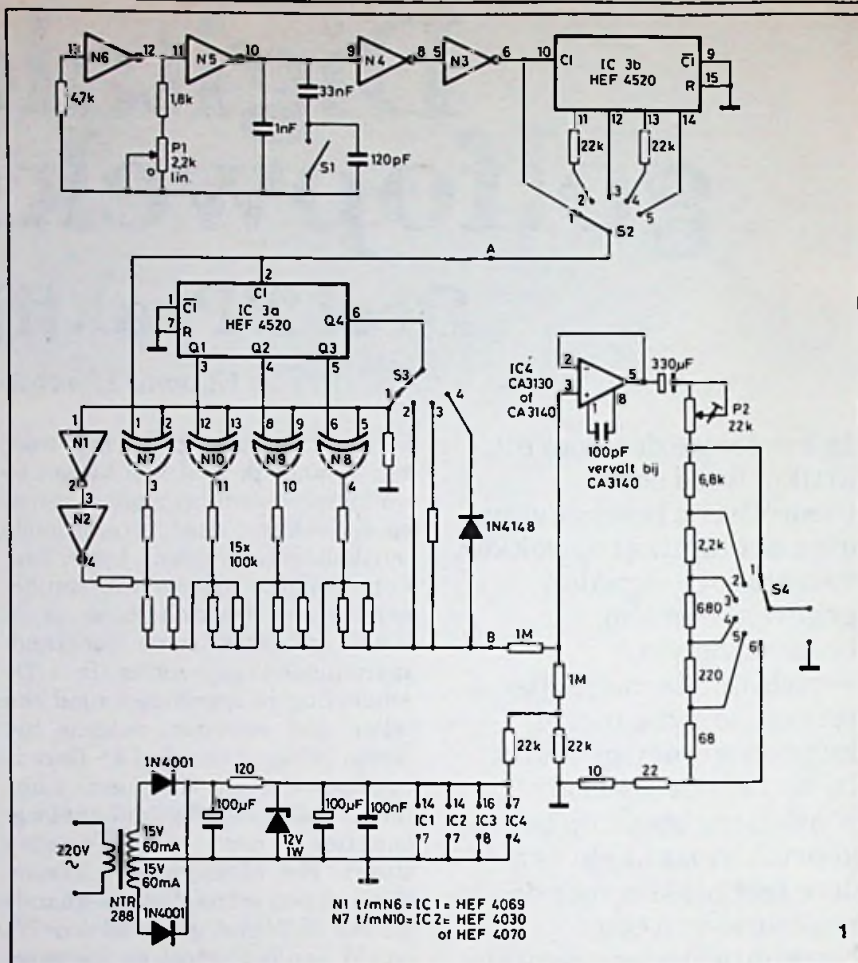 13 N6 12 11 N5 10 9 N4 8 5 N3 6 10 CI IC 3b HEF 4520 CI 9 R 15
4,7k
1,8k
P1 2,2k lin.
1nF
33nF
S1
120pF
11 12 13 14
22k 22k
1 2 3 4 5 S2
A
2
1 CI CI
7 R IC 3a HEF 4520 Q4 6
Q1 Q2 Q3
3 4 5
S3
1 2 3 4
1 2 12 13 8 9 6 5
N1
2
3
N2
4
N7 N10 N9 N8
3 11 10 4
15x 100k
1N4148
B
1M
1M
22k 22k
IC4
CA3130
of
CA3140
2
3
5
1 8
100pF
vervalt bij
CA3140
330µF
P2
22k
6,8k
2,2k
680
220
68
10 22
1 2 3 4 5 6 S4
220V
15V
60mA
15V
60mA
NTR
288
1N4001
1N4001
120
100µF
12V
1W
100µF
100nF
14 14 16 7
IC1 IC2 IC3 IC4
7 7 8 4
N1 t/m N6 = IC1 = HEF 4069
N7 t/m N10 = IC2 = HEF 4030
of HEF 4070
1